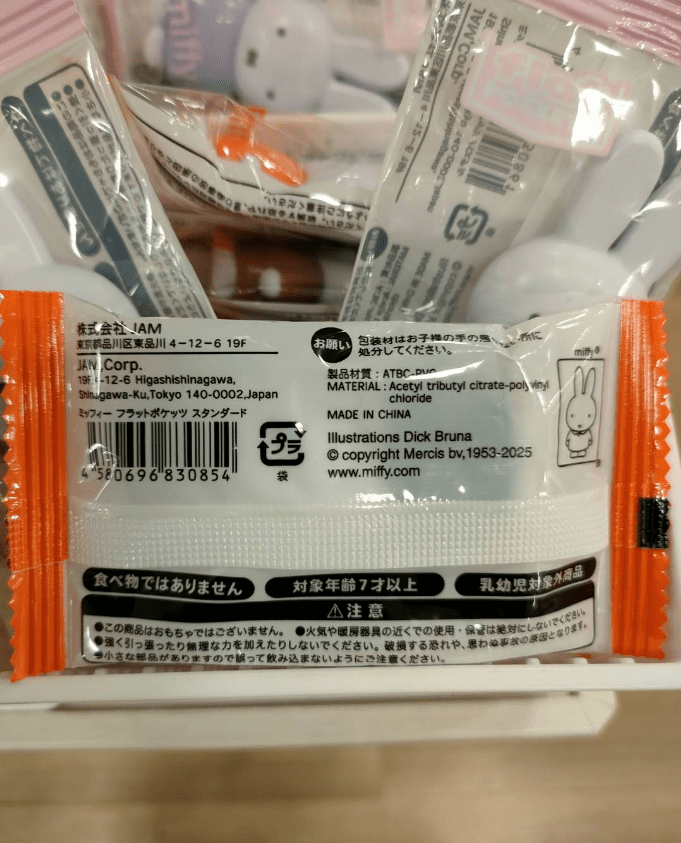 miffy
JAM,Corp.
株式会社 JAM
東京都品川区東品川 4-12-6 19F
JAM,Corp.
19F 4-12-6 Higashishinagawa,
Shinagawa-Ku,Tokyo 140-0002,Japan
ミッフィー フラットポケッツ スタンダード
4 580696 830854
プラ
袋
お願い
包装材はお子様の手の届
処分してください。
製品材質:ATBC-PVC
MATERIAL:Acetyl tributyl citrate-polyvinyl
chloride
MADE IN CHINA
Illustrations Dick Bruna
© copyright Mercis bv,1953-2025
www.miffy.com
miffy®
食べ物ではありません
対象年齢7才以上
乳幼児対象外商品
⚠注意
●この商品はおもちゃではございません。 ●火気や暖房器具の近くでの使用・保管は絶対にしないでください。
●強く引っ張ったり無理な力を加えたりしないでください。破損する恐れや、思わぬ事故の原因となります。
●小さな部品がありますので誤って飲み込まないようにご注意ください。